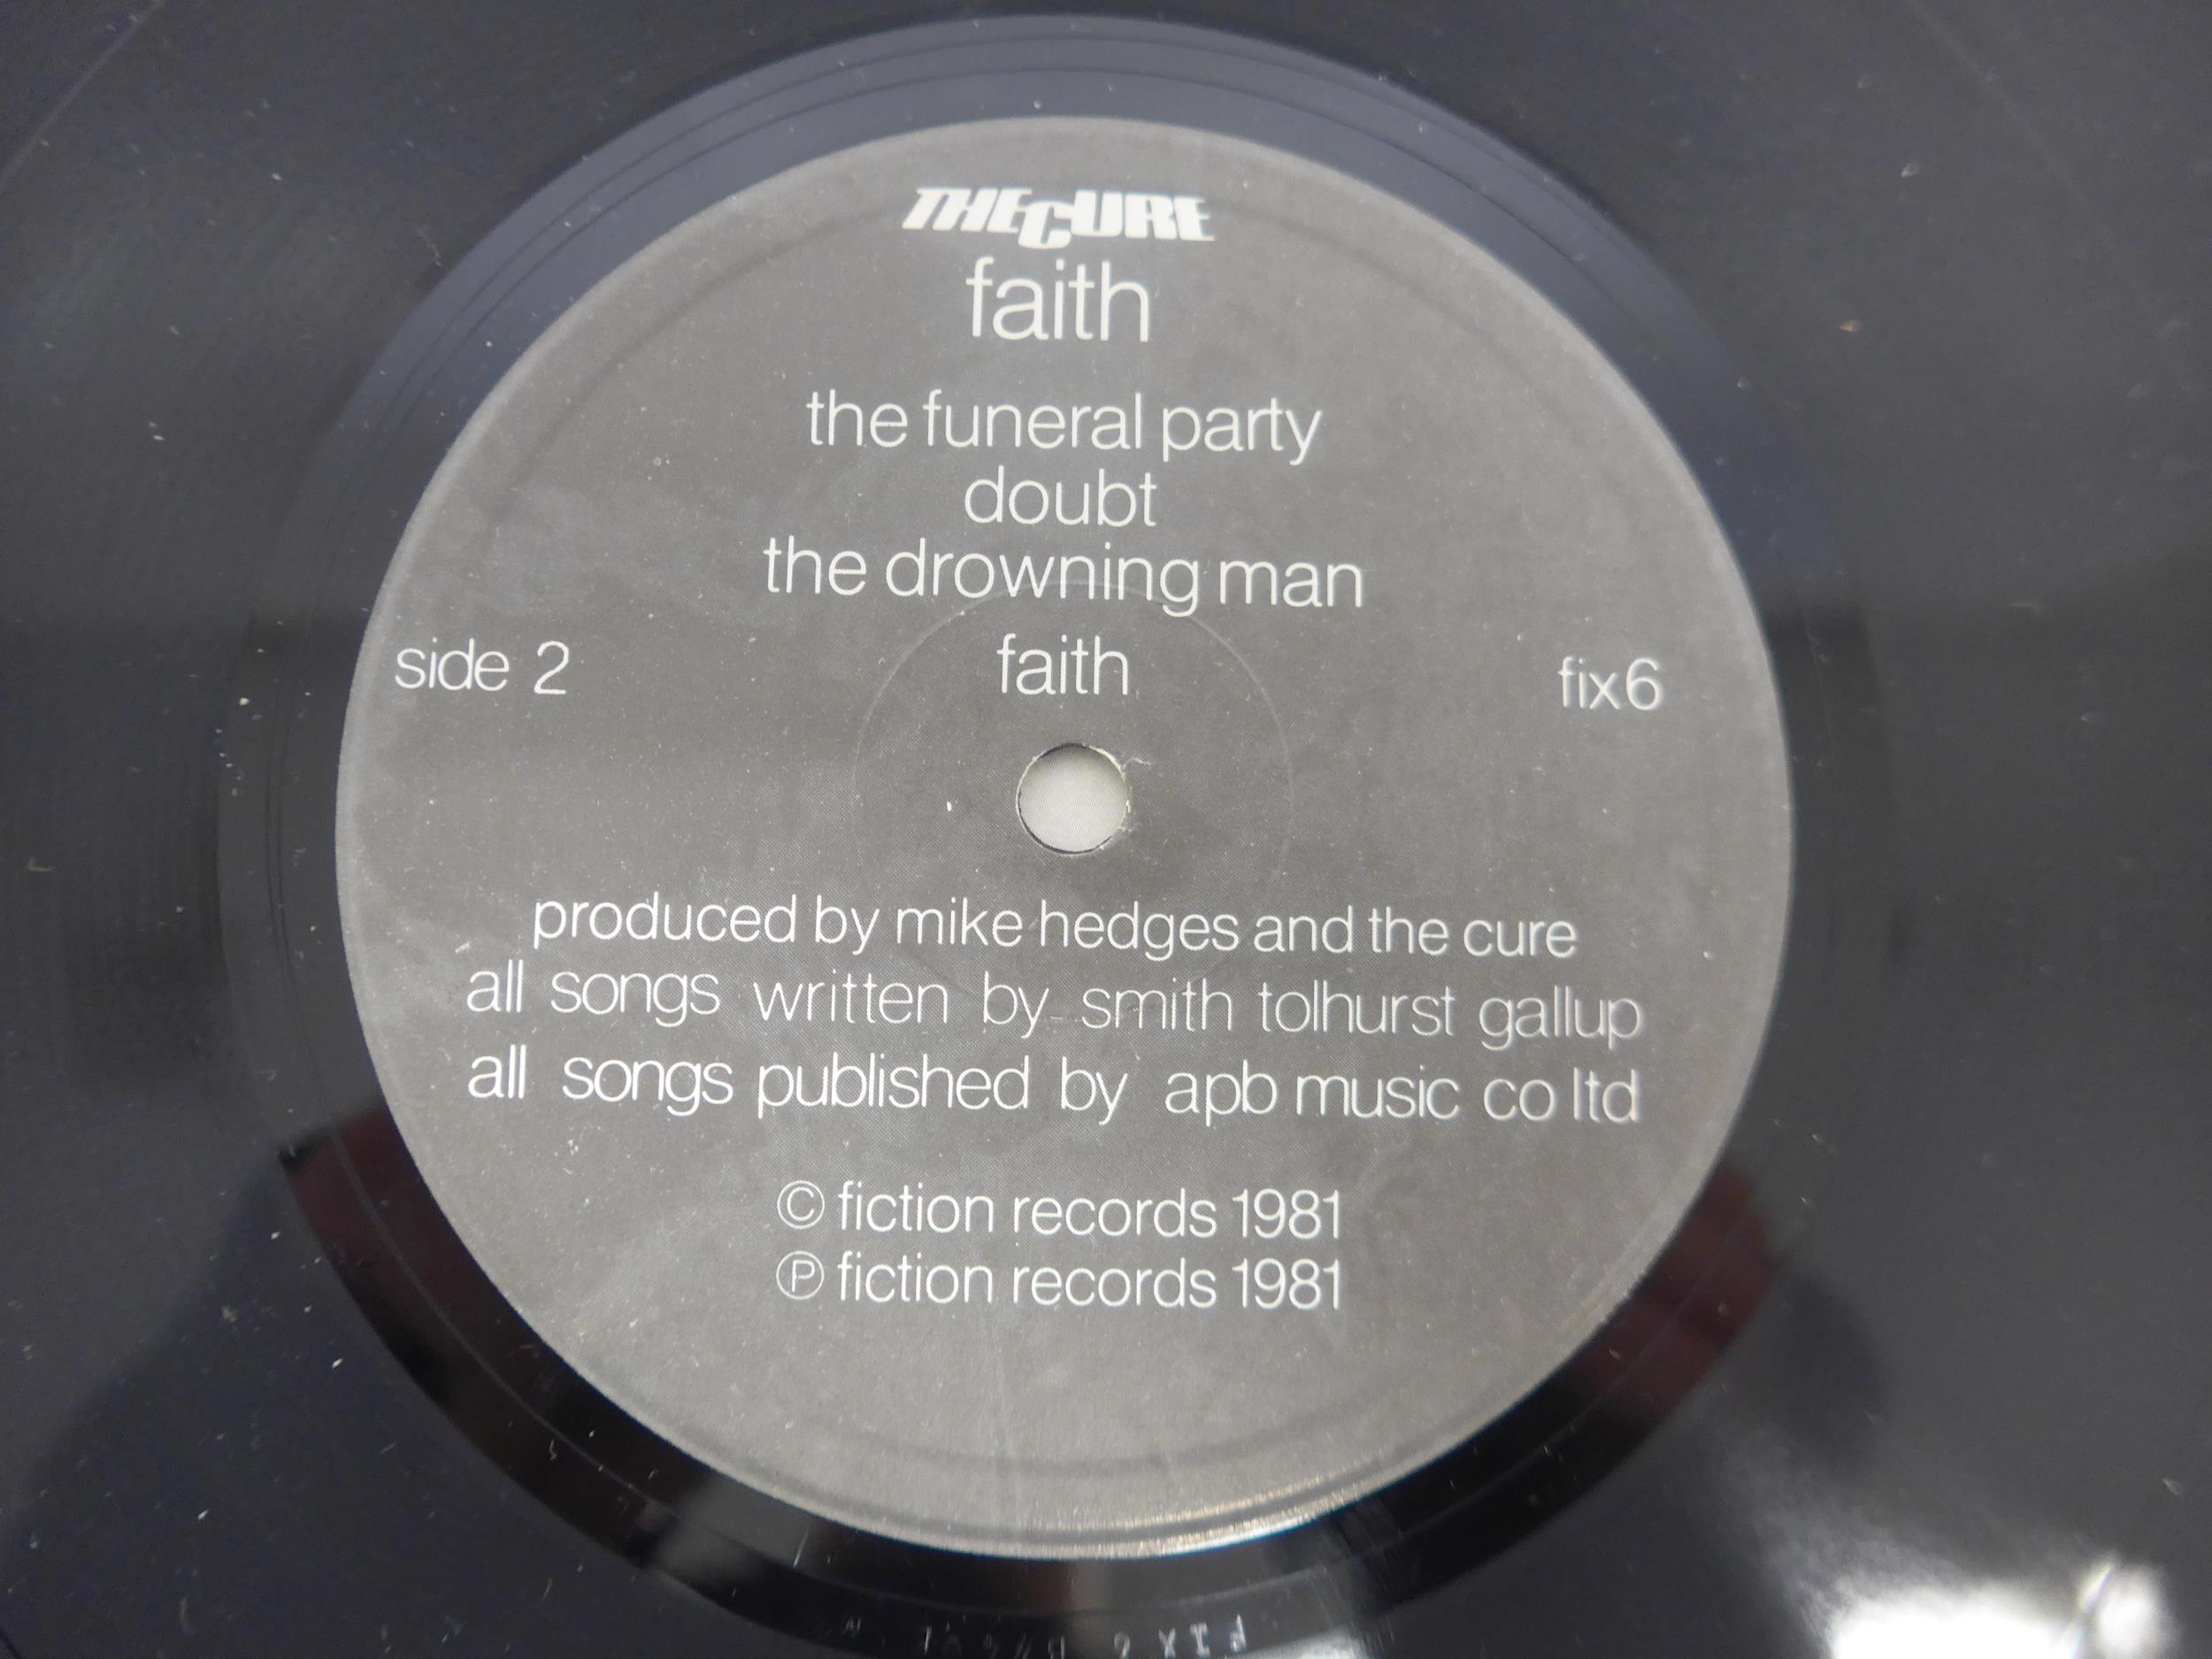 THE CURE
faith
the funeral party
doubt
the drowning man
side 2 faith fix6
produced by mike hedges and the cure
all songs written by smith tolhurst gallup
all songs published by apb music co ltd
© fiction records 1981
℗ fiction records 1981
FIX 6